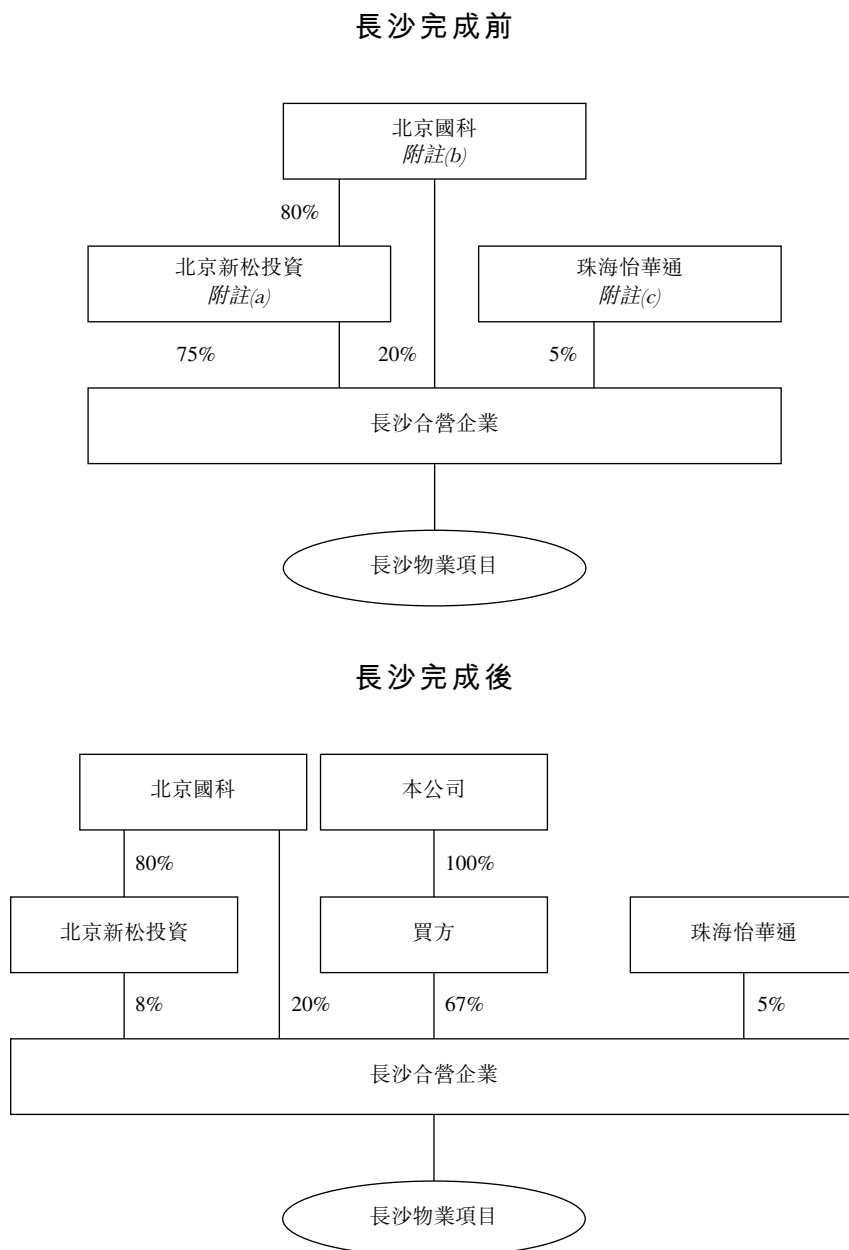 長沙完成前
北京國科
附註(b)
80%
北京新松投資
附註(a)
珠海怡華通
附註(c)
75%
20%
5%
長沙合營企業
長沙物業項目
長沙完成後
北京國科
本公司
80%
100%
北京新松投資
買方
珠海怡華通
8%
20%
67%
5%
長沙合營企業
長沙物業項目